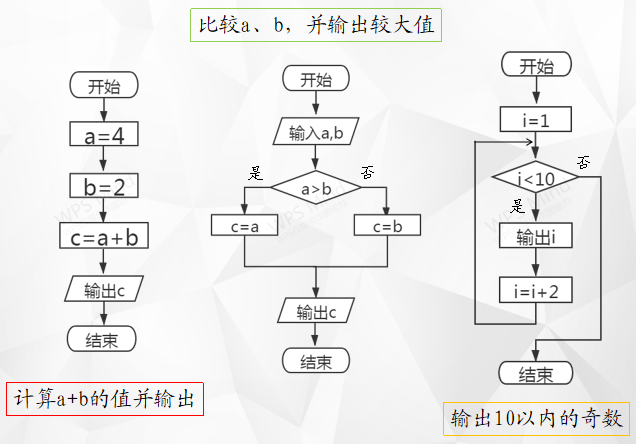 比较a、b，并输出较大值
开始
a=4
b=2
c=a+b
输出c
结束
计算a+b的值并输出
开始
输入a,b
是
a>b
否
c=a
c=b
输出c
结束
开始
i=1
否
i<10
是
输出i
i=i+2
结束
输出10以内的奇数